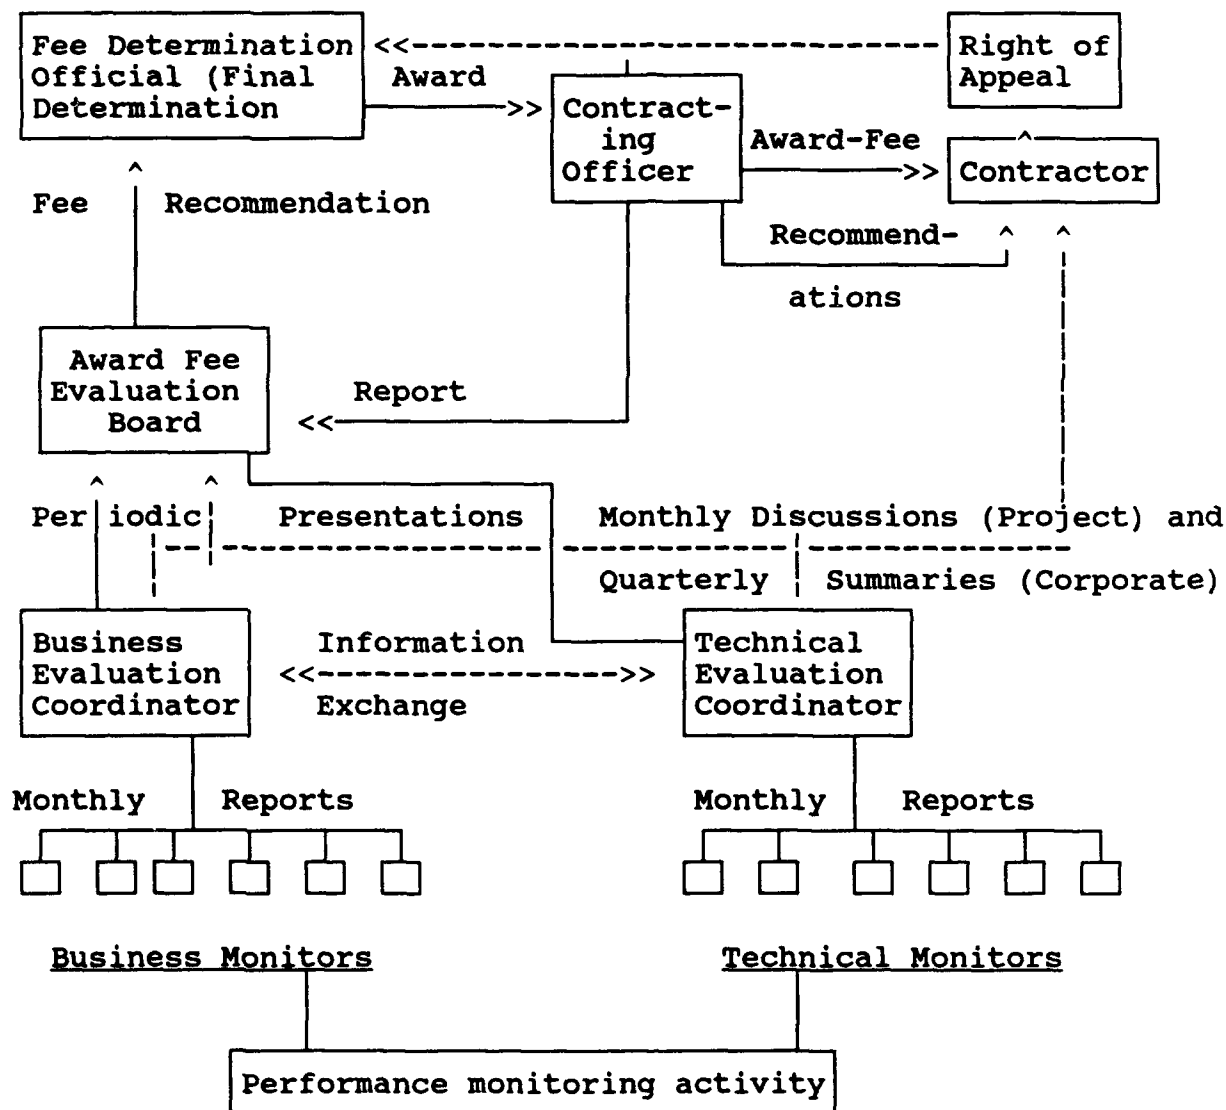 Fee Determination
Official (Final
Determination
Award
Contract-
ing
Officer
Right of
Appeal
Award-Fee
Contractor
Fee Recommendation
Recommend-
ations
Award Fee
Evaluation
Board
Report
Periodic Presentations
Monthly Discussions (Project) and
Quarterly Summaries (Corporate)
Business
Evaluation
Coordinator
Information
Exchange
Technical
Evaluation
Coordinator
Monthly Reports
Monthly Reports
Business Monitors
Technical Monitors
Performance monitoring activity